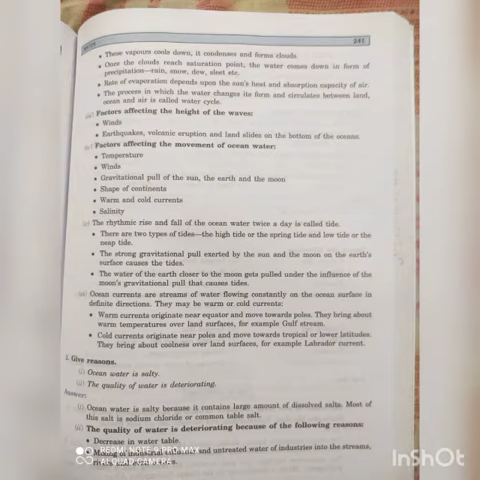 241
• These vapours cools down, it condenses and forms clouds.
• Once the clouds reach saturation point, the water comes down in form of
precipitation—rain, snow, dew, sleet etc.
• Rate of evaporation depends upon the sun's heat and absorption capacity of air.
• The process in which the water changes its form and circulates between land,
ocean and air is called water cycle.
Factors affecting the height of the waves:
• Winds
• Earthquakes, volcanic eruption and land slides on the bottom of the oceans.
Factors affecting the movement of ocean water:
• Temperature
• Winds
• Gravitational pull of the sun, the earth and the moon
• Shape of continents
• Warm and cold currents
• Salinity
The rhythmic rise and fall of the ocean water twice a day is called tide.
• There are two types of tides—the high tide or the spring tide and low tide or the
neap tide.
• The strong gravitational pull exerted by the sun and the moon on the earth's
surface causes the tides.
• The water of the earth closer to the moon gets pulled under the influence of the
moon's gravitational pull that causes tides.
Ocean currents are streams of water flowing constantly on the ocean surface in
definite directions. They may be warm or cold currents:
• Warm currents originate near equator and move towards poles. They bring about
warm temperatures over land surfaces, for example Gulf stream.
• Cold currents originate near poles and move towards tropical or lower latitudes.
They bring about coolness over land surfaces, for example Labrador current.
Give reasons.
(i) Ocean water is salty.
(ii) The quality of water is deteriorating.
Answer:
(i) Ocean water is salty because it contains large amount of dissolved salts. Most of
this salt is sodium chloride or common table salt.
(ii) The quality of water is deteriorating because of the following reasons:
• Decrease in water table.
• Mixing of industrial and untreated water of industries into the streams,
REDMI NOTE 9 PRO MAX
AI QUAD CAMERA
InShOt